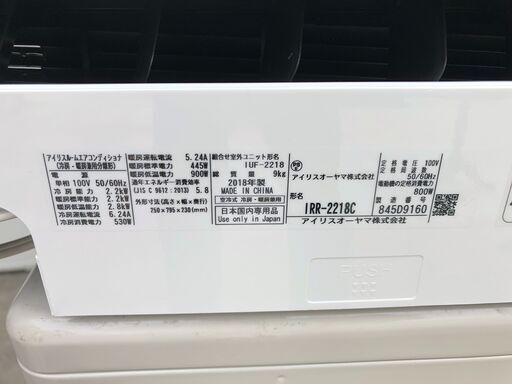 アイリスルームエアコンディショナ
(冷房・暖房兼用分離形)
電源
単相 100V 50/60Hz
冷房能力 2.2kW
暖房標準能力 2.2kW
暖房低温能力 2.8kW
冷房運転電流 6.24A
冷房消費電力 530W
暖房運転電流 5.24A
暖房標準電力 445W
暖房低温電力 900W
通年エネルギー消費効率
(JIS C 9612:2013) 5.8
外形寸法(高さ×幅×奥行)
250×795×230(mm)
組合せ室外ユニット形名
IUF-2218
総質量 9kg
2018年製
MADE IN CHINA
空冷式 冷房・暖房兼用
日本国内専用品
Use only in Japan
アイリスオーヤマ株式会社
形名
IRR-2218C
アイリスオーヤマ株式会社
定格電圧 100V
定格周波数
50/60Hz
電動機の定格消費電力
800W
製造番号
845D9160
PUSH